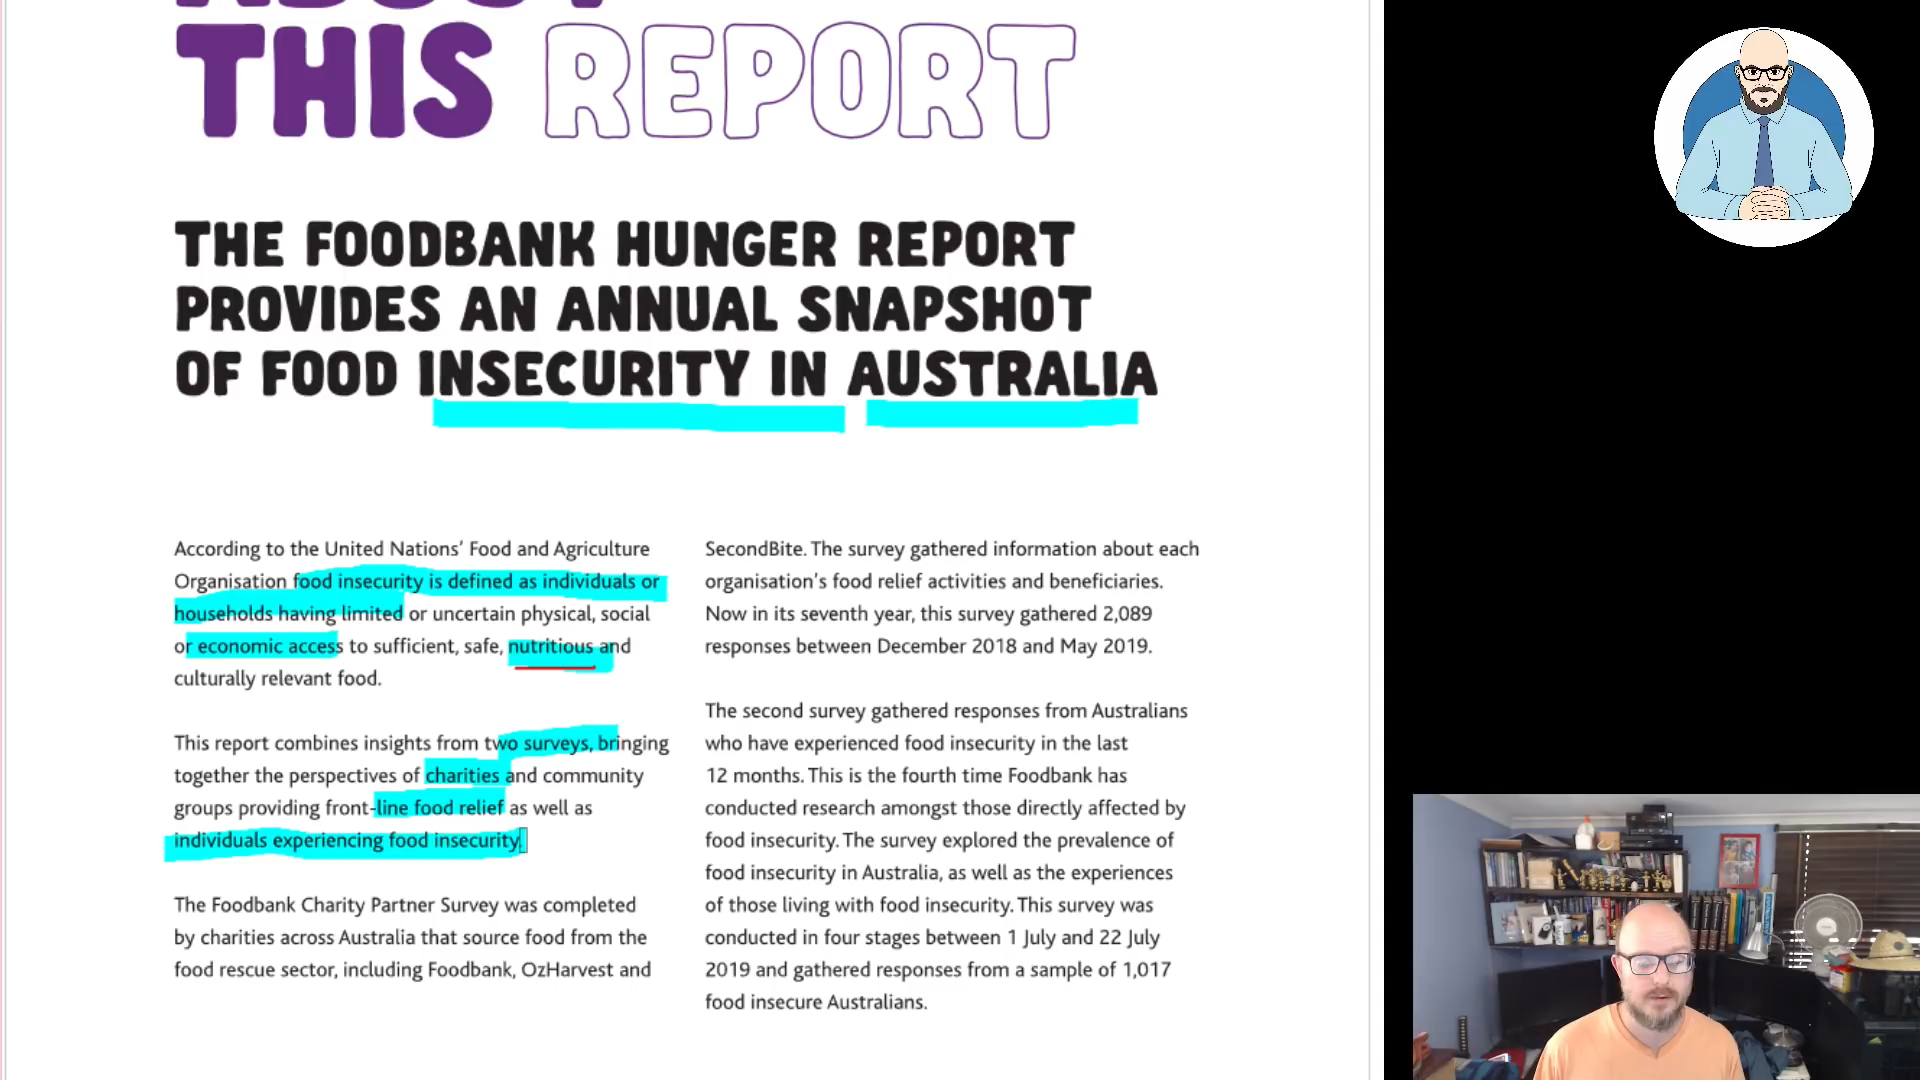 ABOUT
THIS REPORT
THE FOODBANK HUNGER REPORT
PROVIDES AN ANNUAL SNAPSHOT
OF FOOD INSECURITY IN AUSTRALIA
According to the United Nations’ Food and Agriculture
Organisation food insecurity is defined as individuals or
households having limited or uncertain physical, social
or economic access to sufficient, safe, nutritious and
culturally relevant food.
This report combines insights from two surveys, bringing
together the perspectives of charities and community
groups providing front-line food relief as well as
individuals experiencing food insecurity.
The Foodbank Charity Partner Survey was completed
by charities across Australia that source food from the
food rescue sector, including Foodbank, OzHarvest and
SecondBite. The survey gathered information about each
organisation’s food relief activities and beneficiaries.
Now in its seventh year, this survey gathered 2,089
responses between December 2018 and May 2019.
The second survey gathered responses from Australians
who have experienced food insecurity in the last
12 months. This is the fourth time Foodbank has
conducted research amongst those directly affected by
food insecurity. The survey explored the prevalence of
food insecurity in Australia, as well as the experiences
of those living with food insecurity. This survey was
conducted in four stages between 1 July and 22 July
2019 and gathered responses from a sample of 1,017
food insecure Australians.